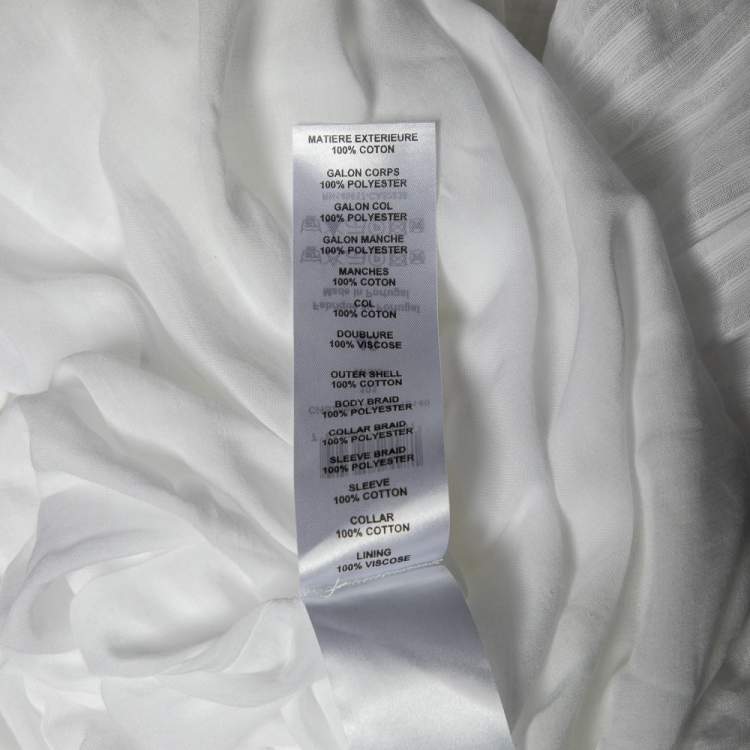 MATIERE EXTERIEURE
100% COTON
GALON CORPS
100% POLYESTER
GALON COL
100% POLYESTER
GALON MANCHE
100% POLYESTER
MANCHES
100% COTON
COL
100% COTON
DOUBLURE
100% VISCOSE
OUTER SHELL
100% COTTON
BODY BRAID
100% POLYESTER
COLLAR BRAID
100% POLYESTER
SLEEVE BRAID
100% POLYESTER
SLEEVE
100% COTTON
COLLAR
100% COTTON
LINING
100% VISCOSE